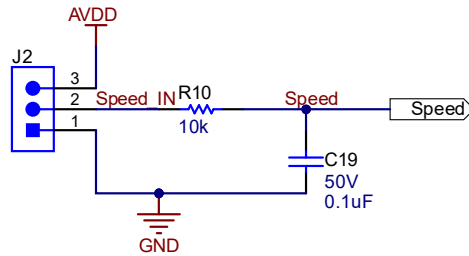 AVDD
J2
3
2
1
Speed_IN
R10
10k
Speed
Speed
C19
50V
0.1uF
GND